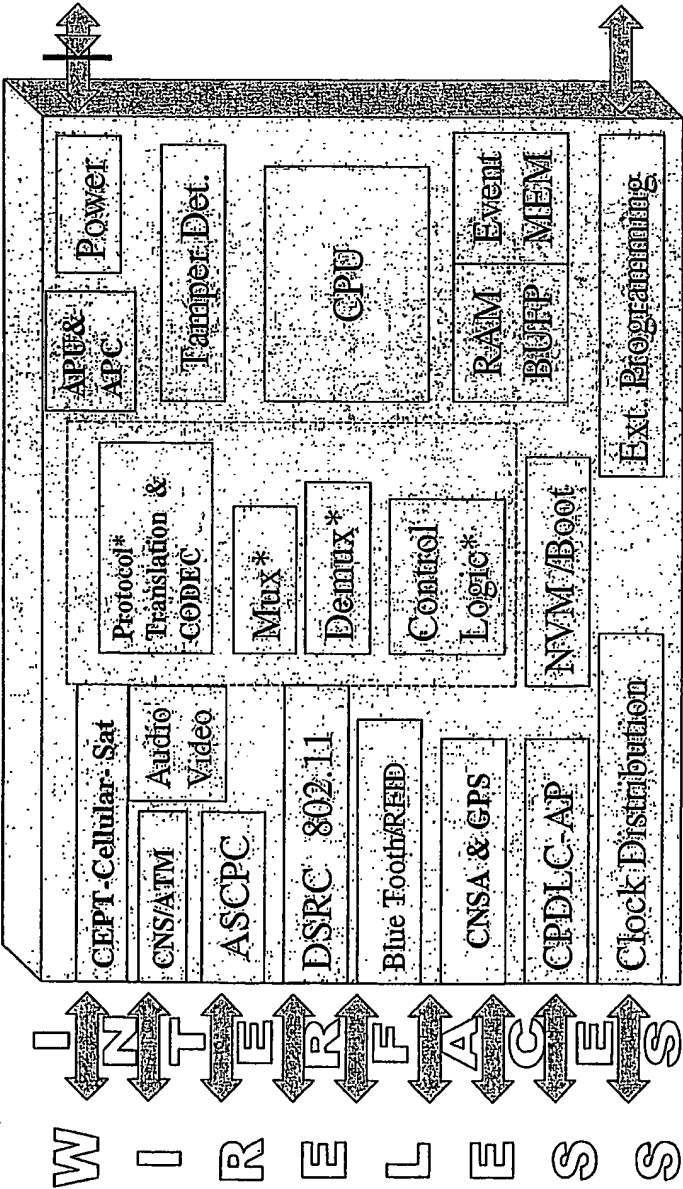 WIRELESS
INTERFACES
CEPT-Cellular- Sat
CNS/ATM
Audio
Video
ASCPC
DSRC 802.11
Blue Tooth/RFID
CNSA & GPS
CPDLC-AP
Clock Distribution
Protocol*
Translation &
CODEC
Mux*
Demux*
Control
Logic*
NVM/Boot
APU&
APC
Power
Tamper Det.
CPU
RAM
BUFF
Event
MEM
Ext. Programming